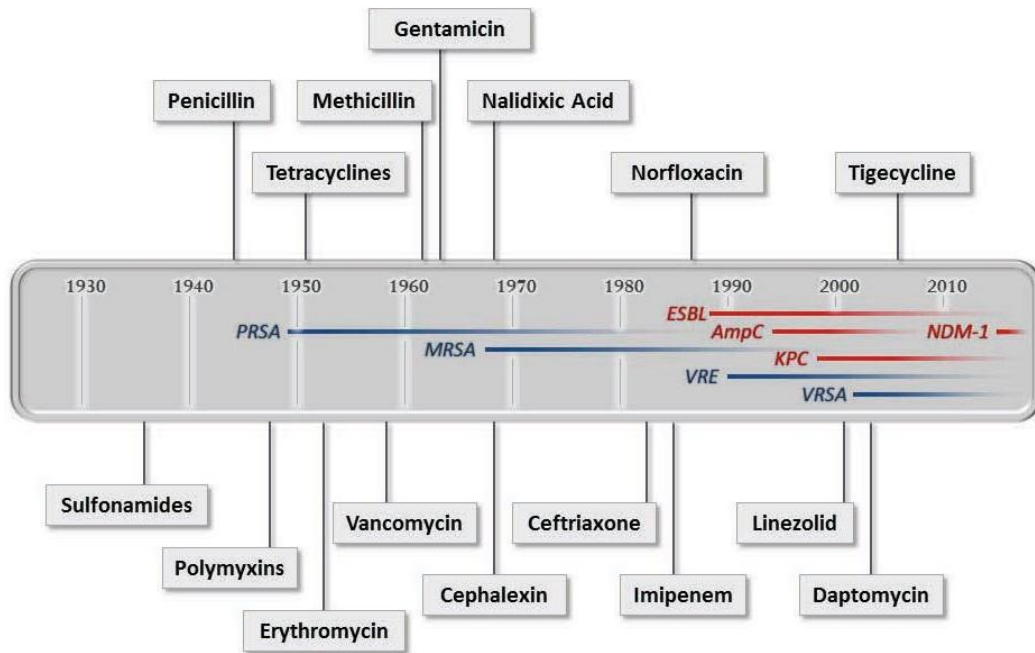 Gentamicin
Penicillin
Methicillin
Nalidixic Acid
Tetracyclines
Norfloxacin
Tigecycline
1930 1940 1950 1960 1970 1980 1990 2000 2010
ESBL
PRSA
AmpC
NDM-1
MRSA
KPC
VRE
VRSA
Sulfonamides
Vancomycin
Ceftriaxone
Linezolid
Polymyxins
Cephalexin
Imipenem
Daptomycin
Erythromycin